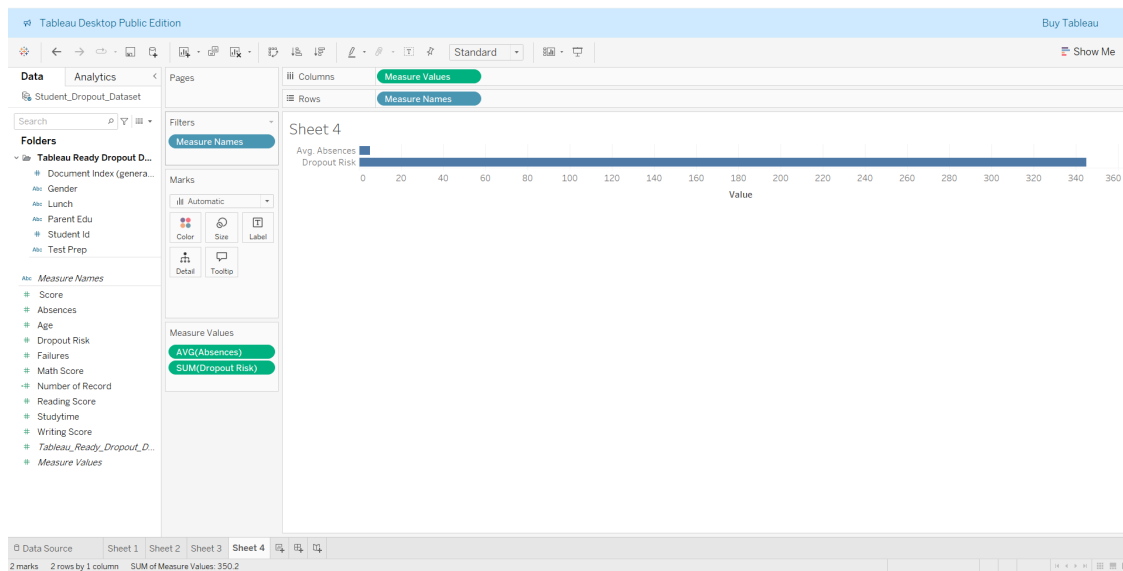 Tableau Desktop Public Edition
Buy Tableau
Standard
Show Me
Data
Analytics
Student_Dropout_Dataset
Search
Folders
Tableau Ready Dropout D...
# Document Index (genera...
Abc Gender
Abc Lunch
Abc Parent Edu
# Student Id
Abc Test Prep
Abc Measure Names
# Score
# Absences
# Age
# Dropout Risk
# Failures
# Math Score
=# Number of Record
# Reading Score
# Studytime
# Writing Score
# Tableau_Ready_Dropout_D...
# Measure Values
Pages
Filters
Measure Names
Marks
Automatic
Color
Size
Label
Detail
Tooltip
Measure Values
AVG(Absences)
SUM(Dropout Risk)
Columns
Measure Values
Rows
Measure Names
Sheet 4
Avg. Absences
Dropout Risk
0 20 40 60 80 100 120 140 160 180 200 220 240 260 280 300 320 340 360
Value
Data Source
Sheet 1
Sheet 2
Sheet 3
Sheet 4
2 marks
2 rows by 1 column
SUM of Measure Values: 350.2